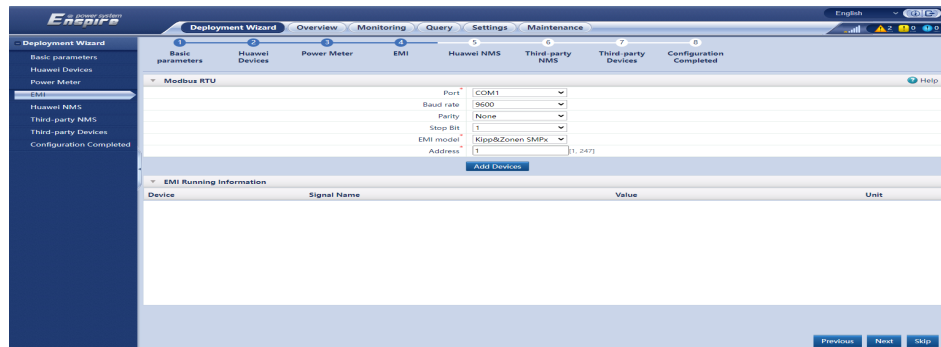 a power system
Enspire
English
Deployment Wizard Overview Monitoring Query Settings Maintenance
2 0 0
Deployment Wizard
Basic parameters
Huawei Devices
Power Meter
EMI
Huawei NMS
Third-party NMS
Third-party Devices
Configuration Completed
1 2 3 4 5 6 7 8
Basic parameters Huawei Devices Power Meter EMI Huawei NMS Third-party NMS Third-party Devices Configuration Completed
Modbus RTU Help
Port * COM1
Baud rate 9600
Parity None
Stop Bit 1
EMI model * Kipp&Zonen SMPx
Address * 1 [1, 247]
Add Devices
EMI Running Information
Device Signal Name Value Unit
Previous Next Skip